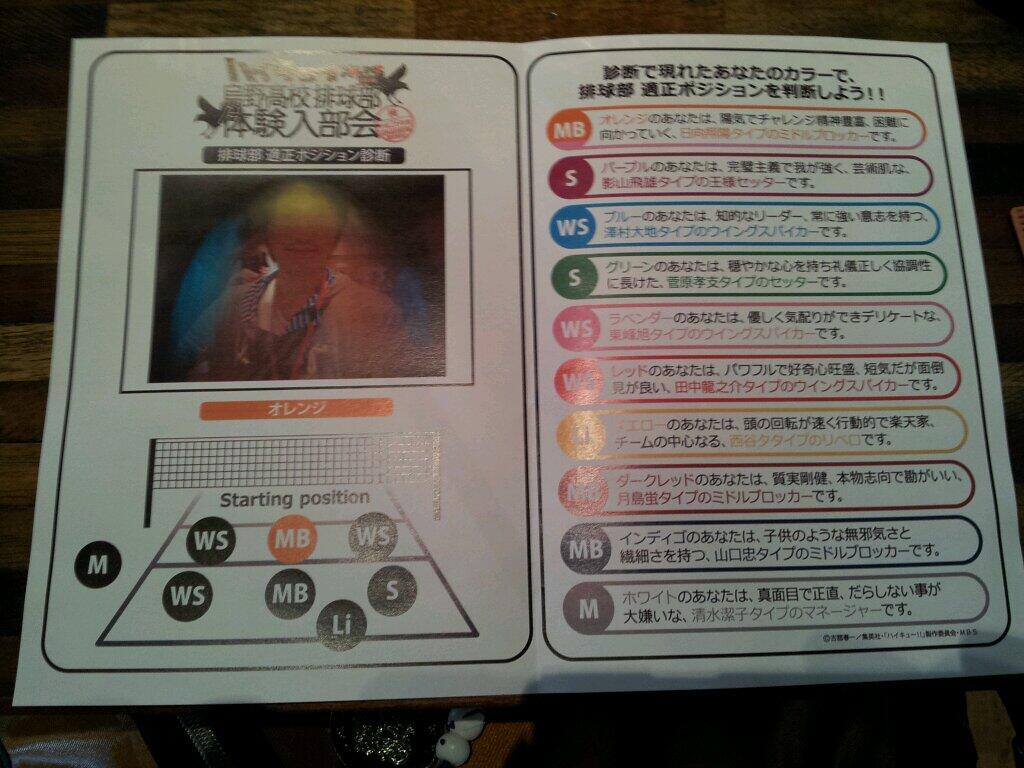 ハイキュー!!
烏野高校 排球部
体験入部会
排球部 適正ポジション診断
オレンジ
Starting position
WS MB WS
M
WS MB S
Li
診断で現れたあなたのカラーで、
排球部 適正ポジションを判断しよう!!
MB
オレンジのあなたは、陽気でチャレンジ精神豊富、困難に
向かっていく、日向翔陽タイプのミドルブロッカーです。
S
パープルのあなたは、完璧主義で我が強く、芸術肌な、
影山飛雄タイプの王様セッターです。
WS
ブルーのあなたは、知的なリーダー、常に強い意志を持つ、
澤村大地タイプのウイングスパイカーです。
S
グリーンのあなたは、穏やかな心を持ち礼儀正しく協調性
に長けた、菅原孝支タイプのセッターです。
WS
ラベンダーのあなたは、優しく気配りができデリケートな、
東峰旭タイプのウイングスパイカーです。
WS
レッドのあなたは、パワフルで好奇心旺盛、短気だが面倒
見が良い、田中龍之介タイプのウイングスパイカーです。
Li
イエローのあなたは、頭の回転が速く行動的で楽天家、
チームの中心なる、西谷夕タイプのリベロです。
MB
ダークレッドのあなたは、質実剛健、本物志向で勘がいい、
月島蛍タイプのミドルブロッカーです。
MB
インディゴのあなたは、子供のような無邪気さと
繊細さを持つ、山口忠タイプのミドルブロッカーです。
M
ホワイトのあなたは、真面目で正直、だらしない事が
大嫌いな、清水潔子タイプのマネージャーです。
©古舘春一/集英社・「ハイキュー!!」製作委員会・MBS